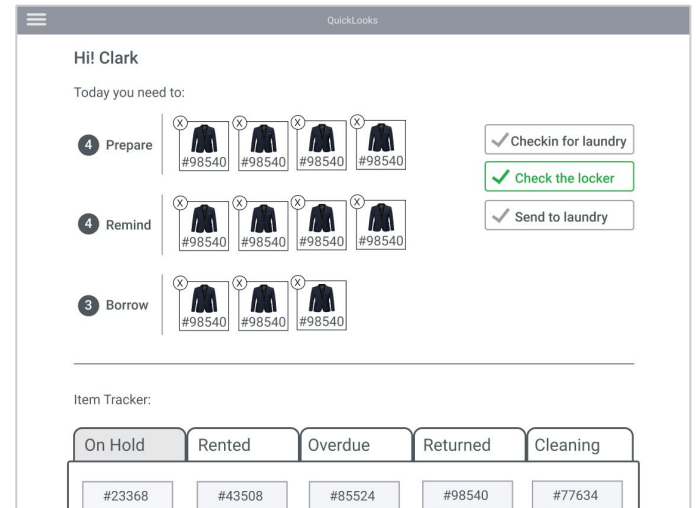 QuickLooks
Hi! Clark
Today you need to:
4 Prepare
X X X X
#98540 #98540 #98540 #98540
Checkin for laundry
Check the locker
Send to laundry
4 Remind
X X X X
#98540 #98540 #98540 #98540
3 Borrow
X X X
#98540 #98540 #98540
Item Tracker:
On Hold Rented Overdue Returned Cleaning
#23368 #43508 #85524 #98540 #77634